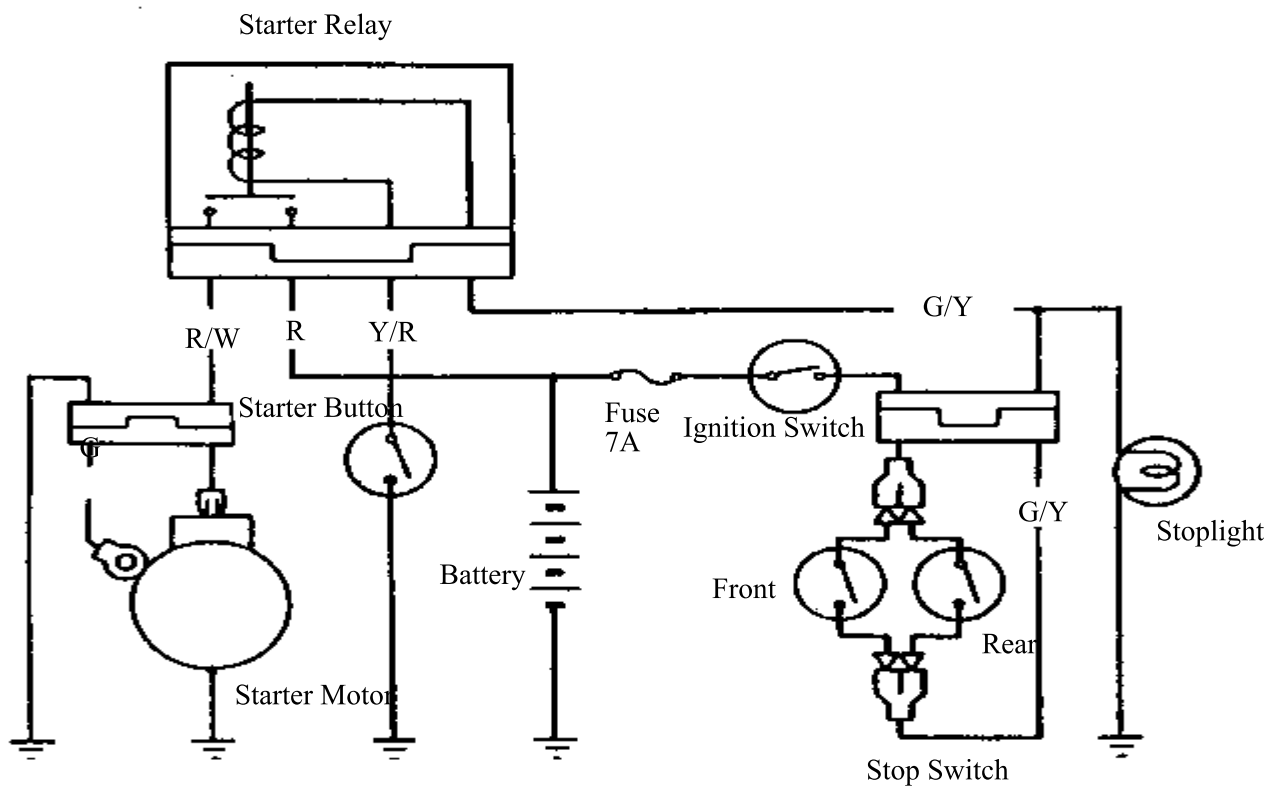 Starter Relay
G/Y
R/W
R
Y/R
Starter Button
G
Fuse
7A
Ignition Switch
G/Y
Stoplight
Battery
Front
Rear
Starter Motor
Stop Switch